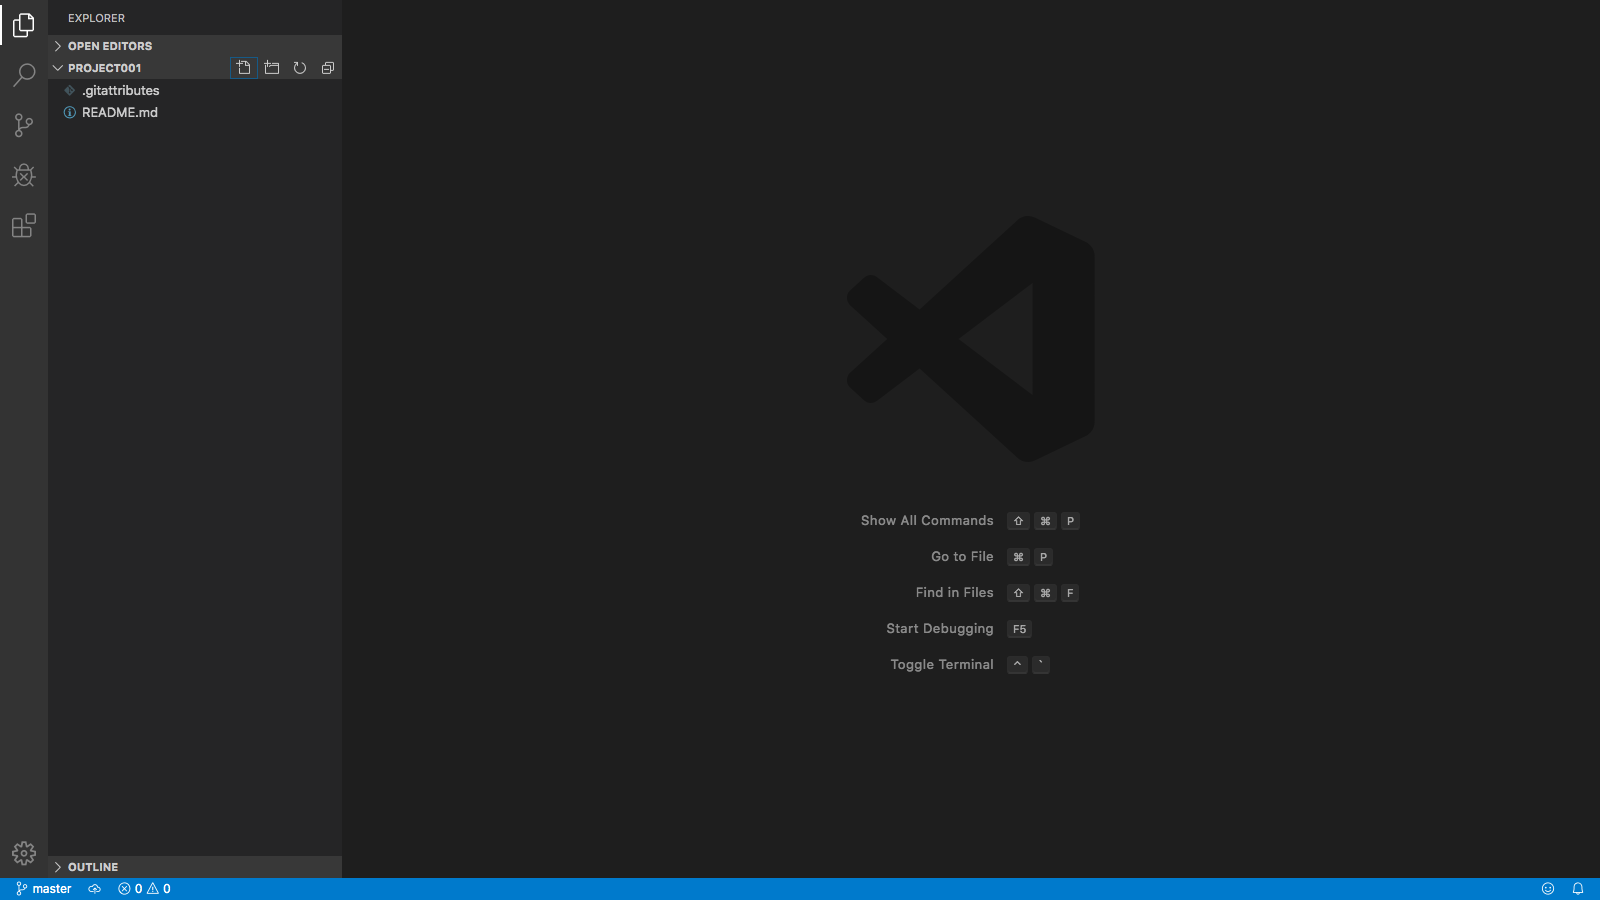 EXPLORER
OPEN EDITORS
PROJECT001
.gitattributes
README.md
Show All Commands ⇧ ⌘ P
Go to File ⌘ P
Find in Files ⇧ ⌘ F
Start Debugging F5
Toggle Terminal ^ `
OUTLINE
master 0 0